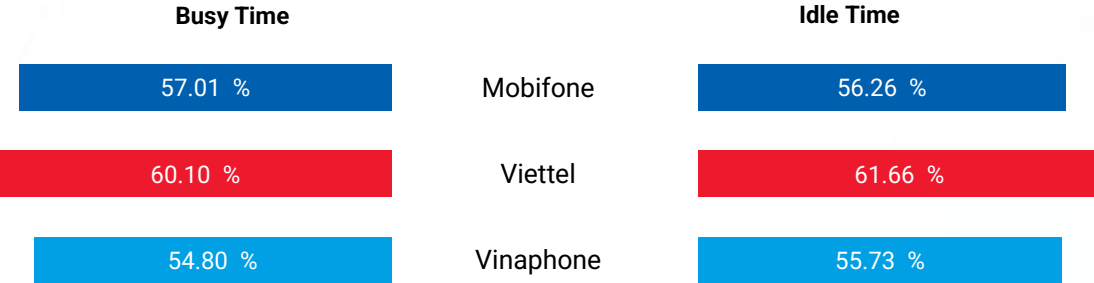 Busy Time Idle Time
57.01 % Mobifone 56.26 %
60.10 % Viettel 61.66 %
54.80 % Vinaphone 55.73 %